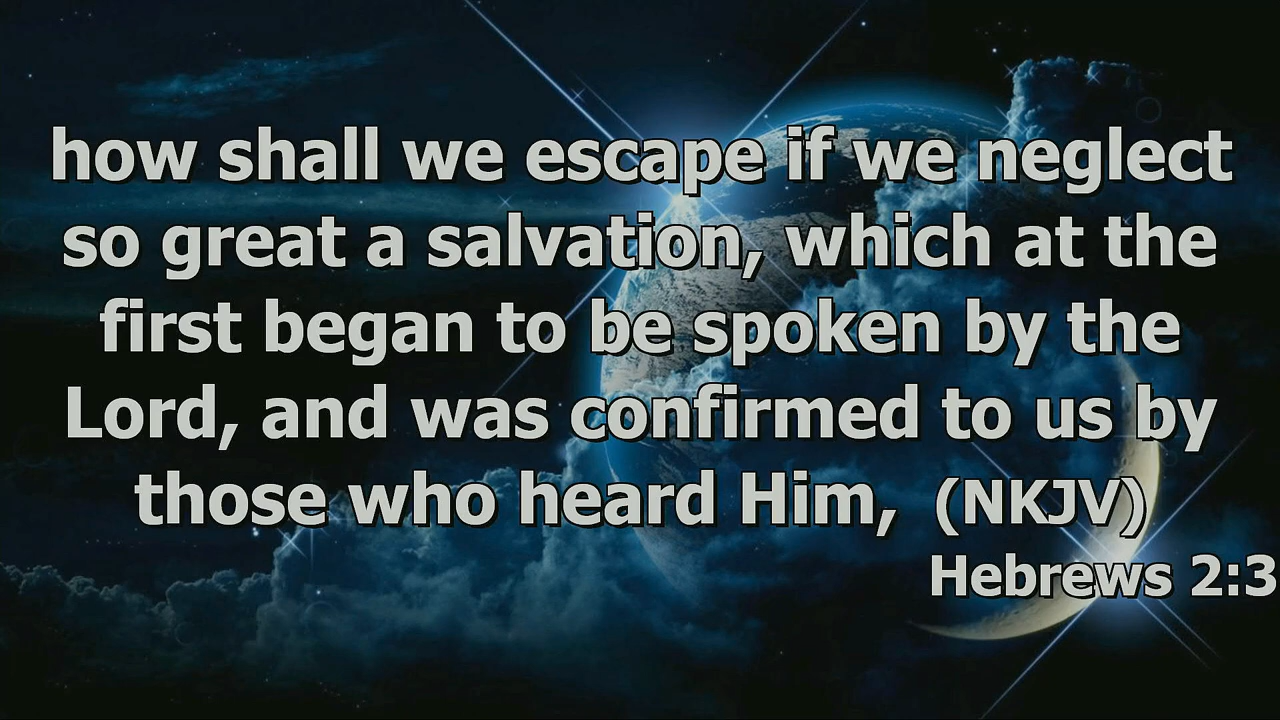 how shall we escape if we neglect
so great a salvation, which at the
first began to be spoken by the
Lord, and was confirmed to us by
those who heard Him, (NKJV)
Hebrews 2:3